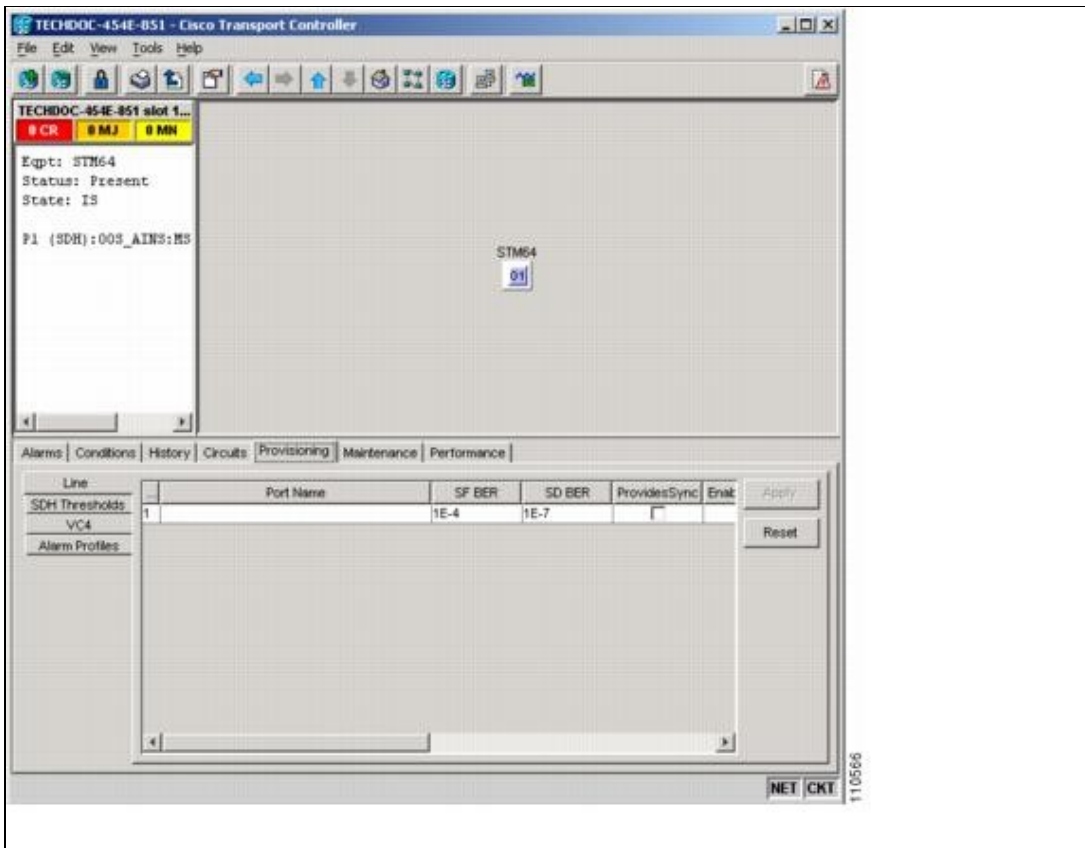 TECHDOC-454E-851 - Cisco Transport Controller
File Edit View Tools Help
TECHDOC-454E-851 slot 1...
0 CR 0 MJ 0 MN
Eqpt: STM64
Status: Present
State: IS
P1 (SDH):OOS_AINS:MS
STM64
01
Alarms Conditions History Circuits Provisioning Maintenance Performance
Line
SDH Thresholds
VC4
Alarm Profiles
... Port Name SF BER SD BER ProvidesSync Enab
1 1E-4 1E-7
Apply
Reset
NET CKT
110566